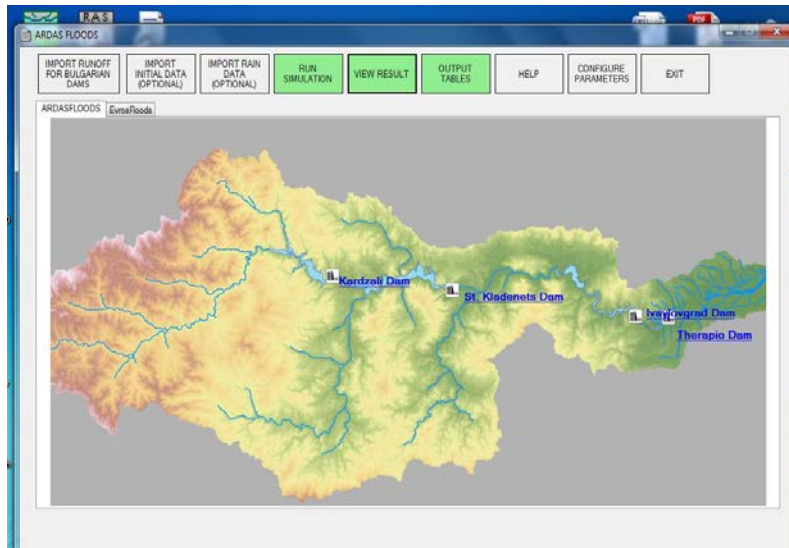 RAS
PDF
ARDAS FLOODS
IMPORT RUNOFF
FOR BULGARIAN
DAMS
IMPORT
INITIAL DATA
(OPTIONAL)
IMPORT RAIN
DATA
(OPTIONAL)
RUN
SIMULATION
VIEW RESULT
OUTPUT
TABLES
HELP
CONFIGURE
PARAMETERS
EXIT
ARDASFLOODS
EvrosFloods
Kardzali Dam
St. Kladenets Dam
Ivaylovgrad Dam
Therapio Dam